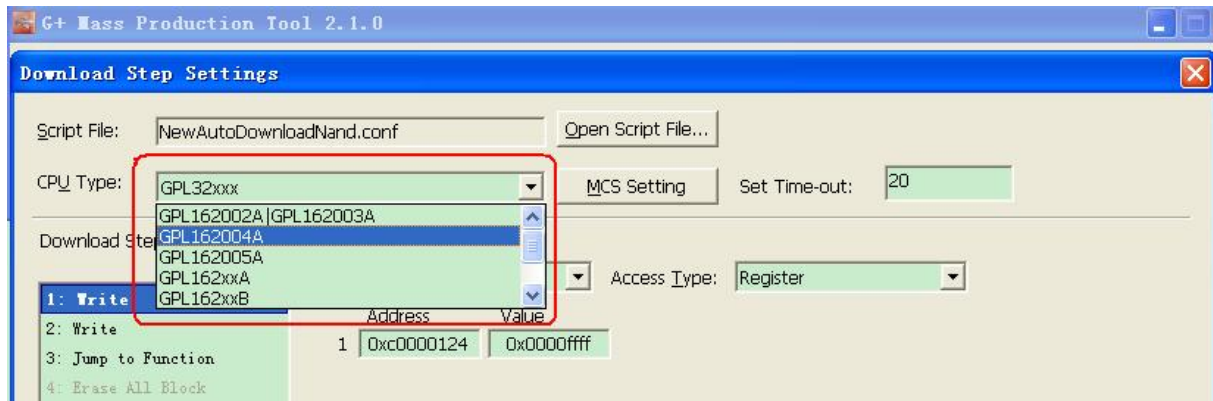 G+ Mass Production Tool 2.1.0
Download Step Settings
Script File: NewAutoDownloadNand.conf Open Script File...
CPU Type: GPL32xxx MCS Setting Set Time-out: 20
GPL162002A|GPL162003A
GPL162004A
GPL162005A
GPL162xxA
GPL162xxB
Download Ste
Access Type: Register
1: Write
2: Write
3: Jump to Function
4: Erase All Block
Address Value
1 0xc0000124 0x0000ffff